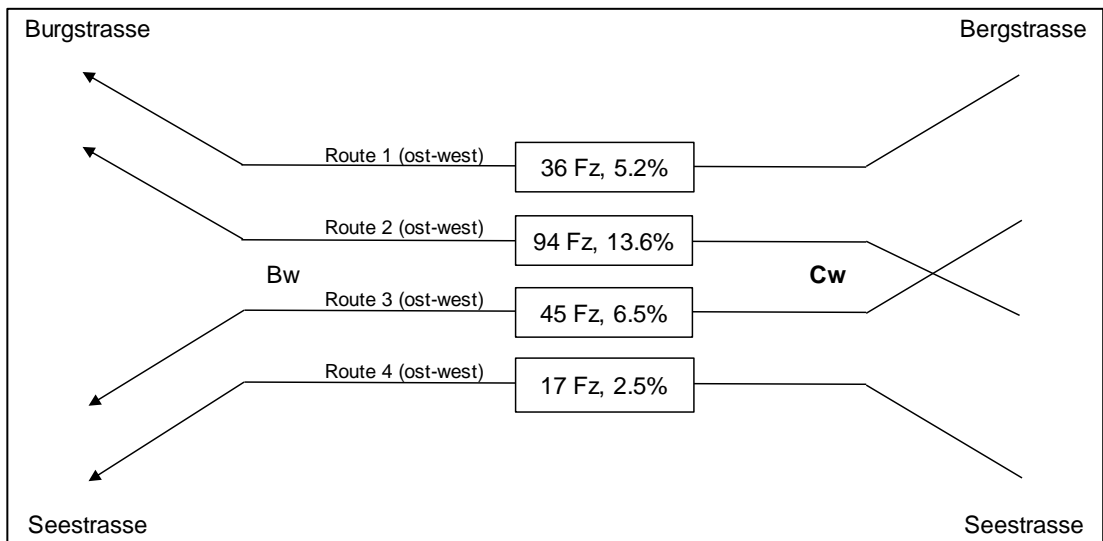 Burgstrasse
Bergstrasse
Route 1 (ost-west)
36 Fz, 5.2%
Route 2 (ost-west)
94 Fz, 13.6%
Bw
Cw
Route 3 (ost-west)
45 Fz, 6.5%
Route 4 (ost-west)
17 Fz, 2.5%
Seestrasse
Seestrasse